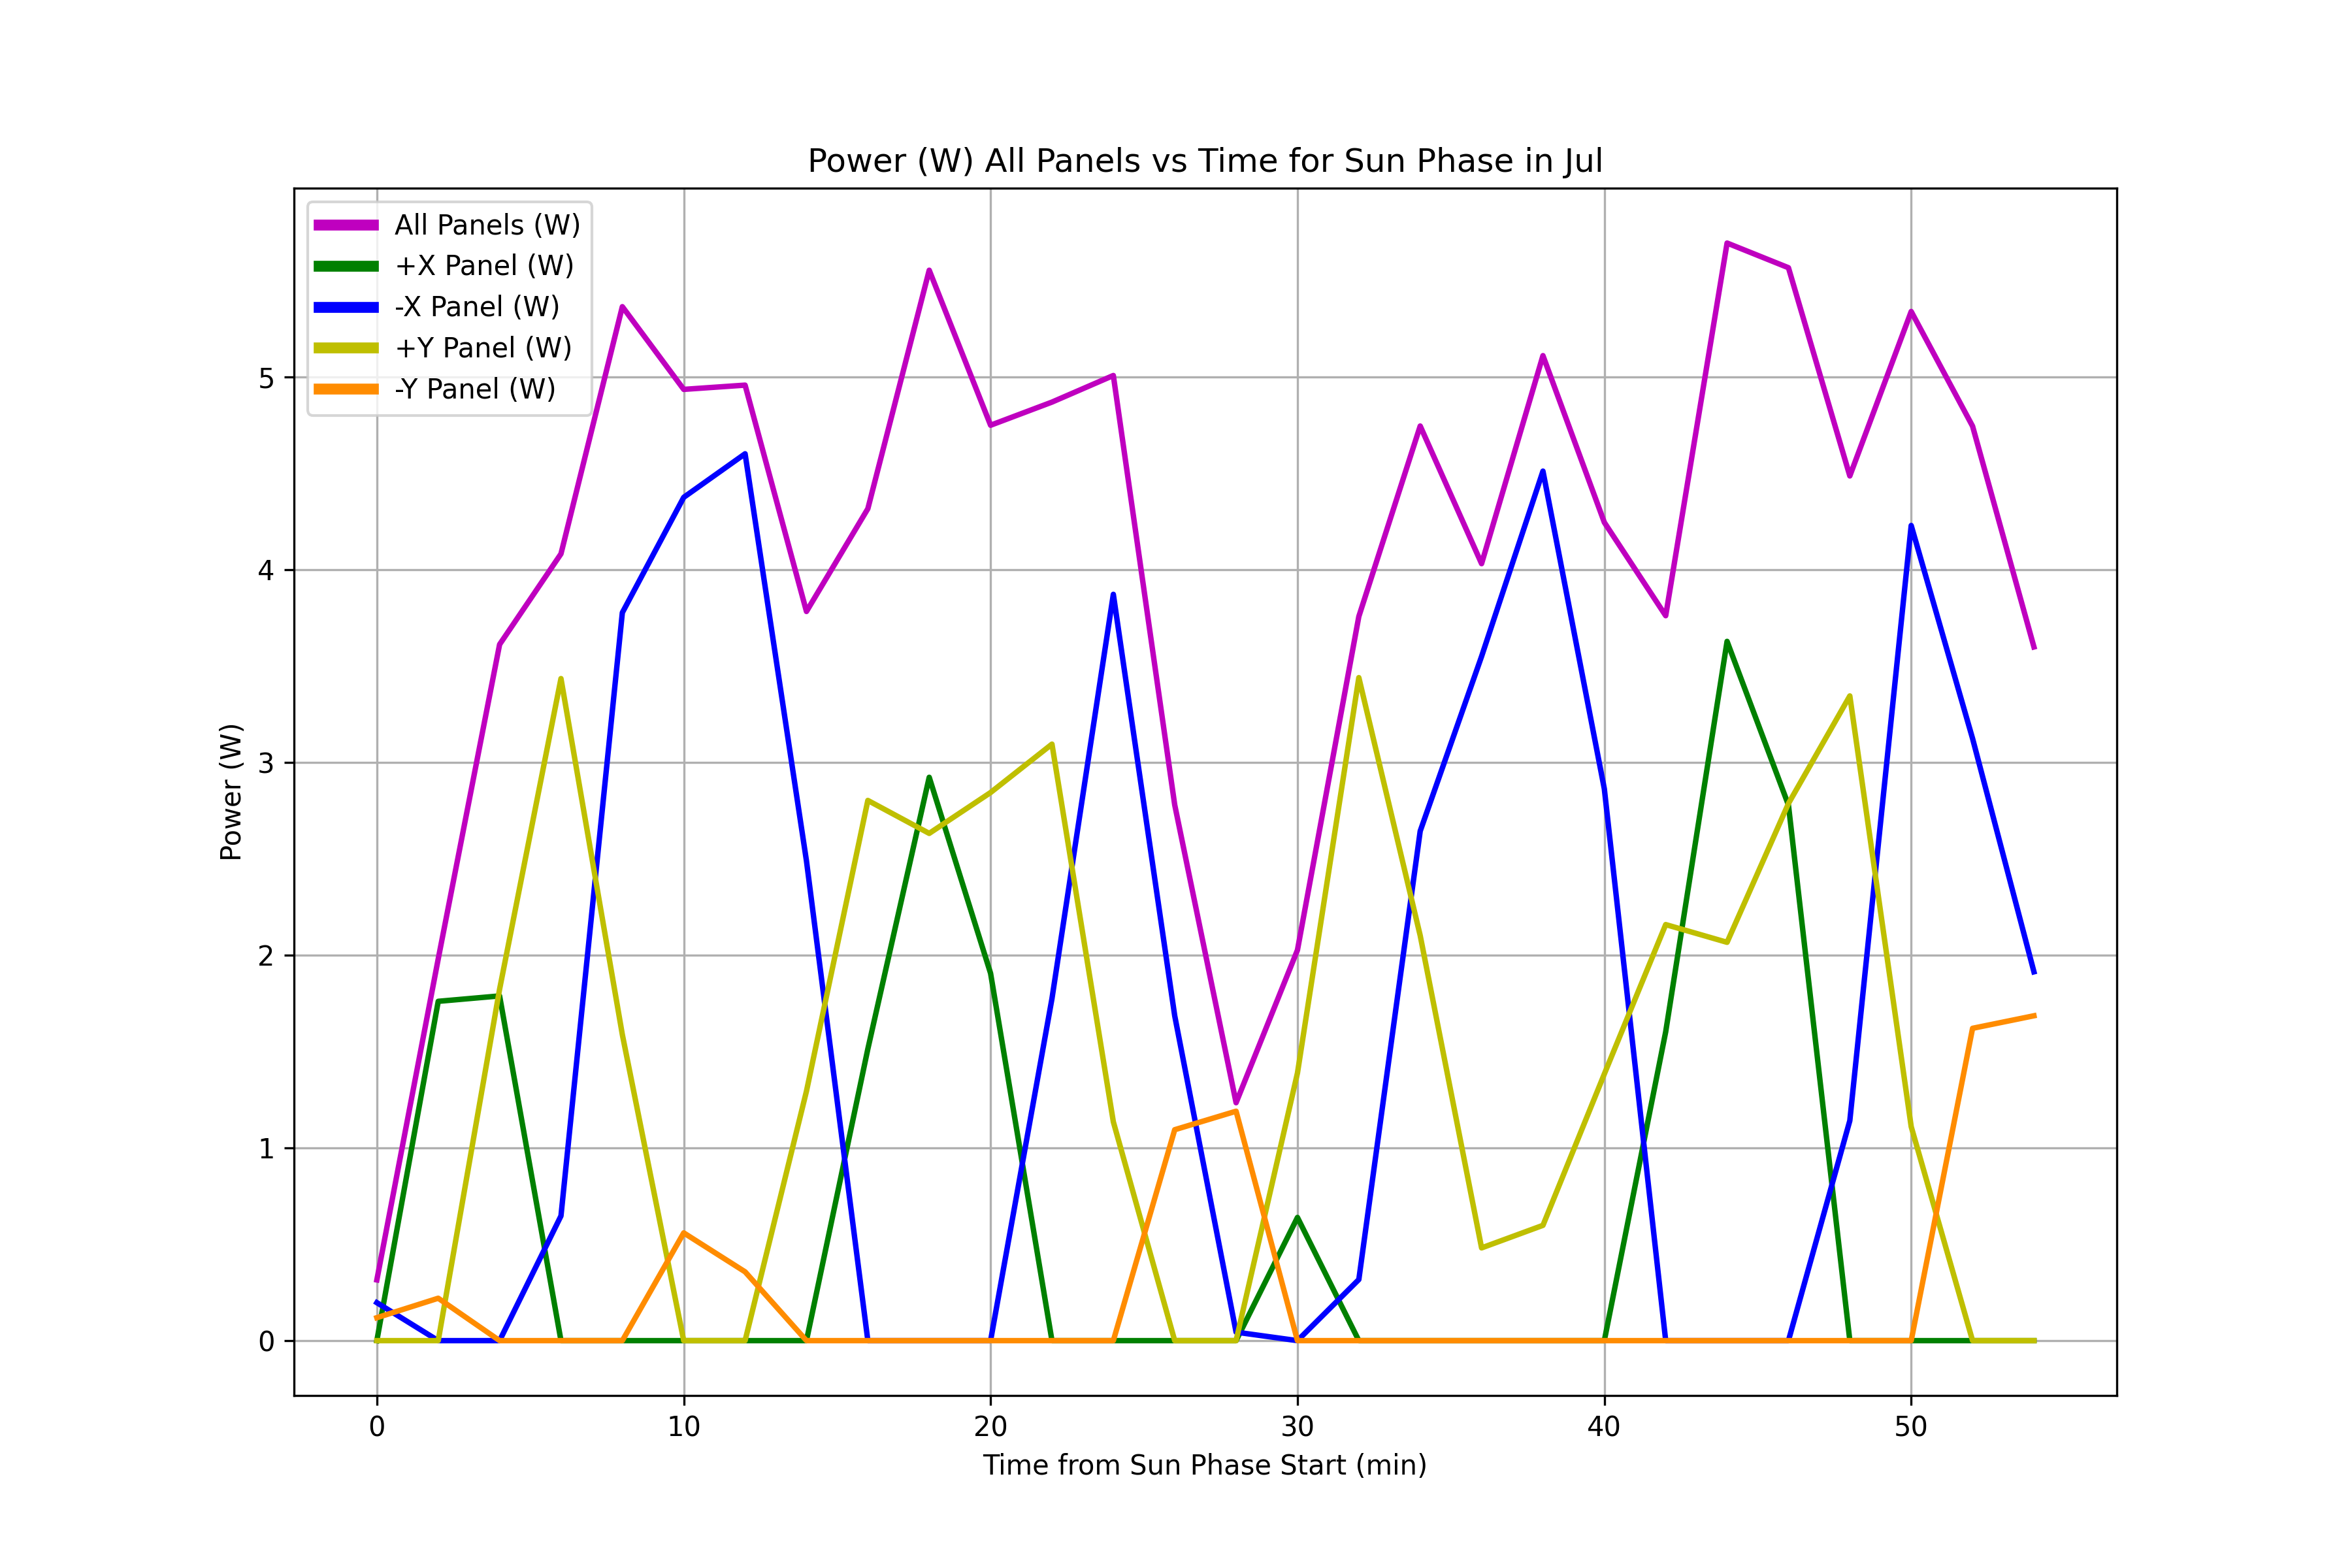 Power (W) All Panels vs Time for Sun Phase in Jul
All Panels (W)
+X Panel (W)
-X Panel (W)
+Y Panel (W)
-Y Panel (W)
Power (W)
5
4
3
2
1
0
0 10 20 30 40 50
Time from Sun Phase Start (min)